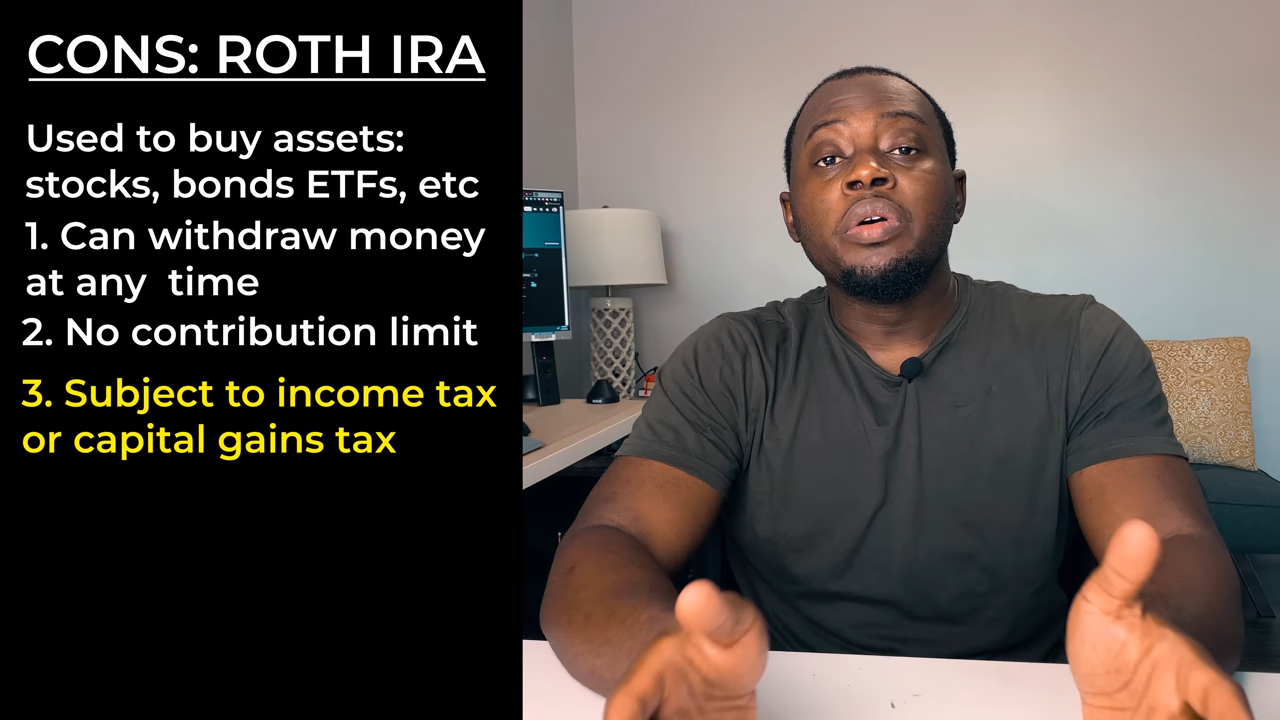 CONS: ROTH IRA
Used to buy assets:
stocks, bonds ETFs, etc
1. Can withdraw money
at any  time
2. No contribution limit
3. Subject to income tax
or capital gains tax